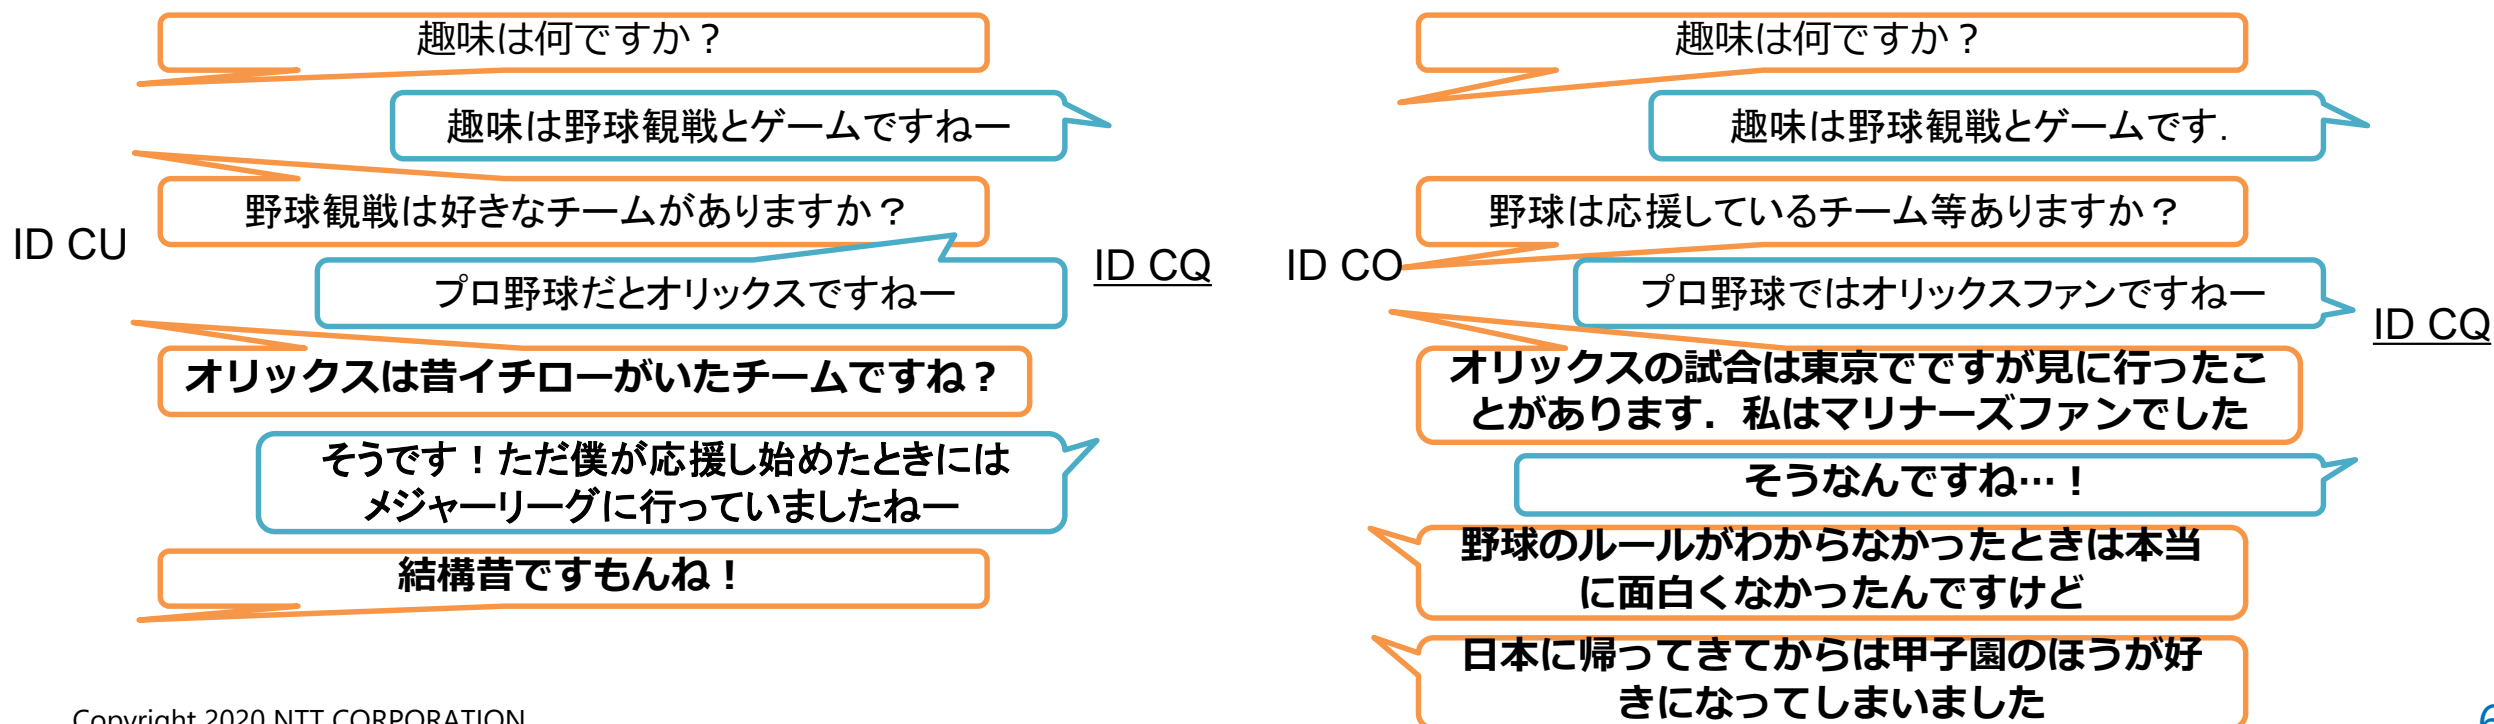 趣味は何ですか？
趣味は野球観戦とゲームですねー
野球観戦は好きなチームがありますか？
ID CU
プロ野球だとオリックスですねー
ID CQ
オリックスは昔イチローがいたチームですね？
そうです！ただ僕が応援し始めたときには
メジャーリーグに行っていましたねー
結構昔ですもんね！
趣味は何ですか？
趣味は野球観戦とゲームです．
野球は応援しているチーム等ありますか？
ID CO
プロ野球ではオリックスファンですねー
ID CQ
オリックスの試合は東京でですが見に行ったこ
とがあります．私はマリナーズファンでした
そうなんですね…！
野球のルールがわからなかったときは本当
に面白くなかったんですけど
日本に帰ってきてからは甲子園のほうが好
きになってしまいました
Copyright 2020 NTT CORPORATION
6